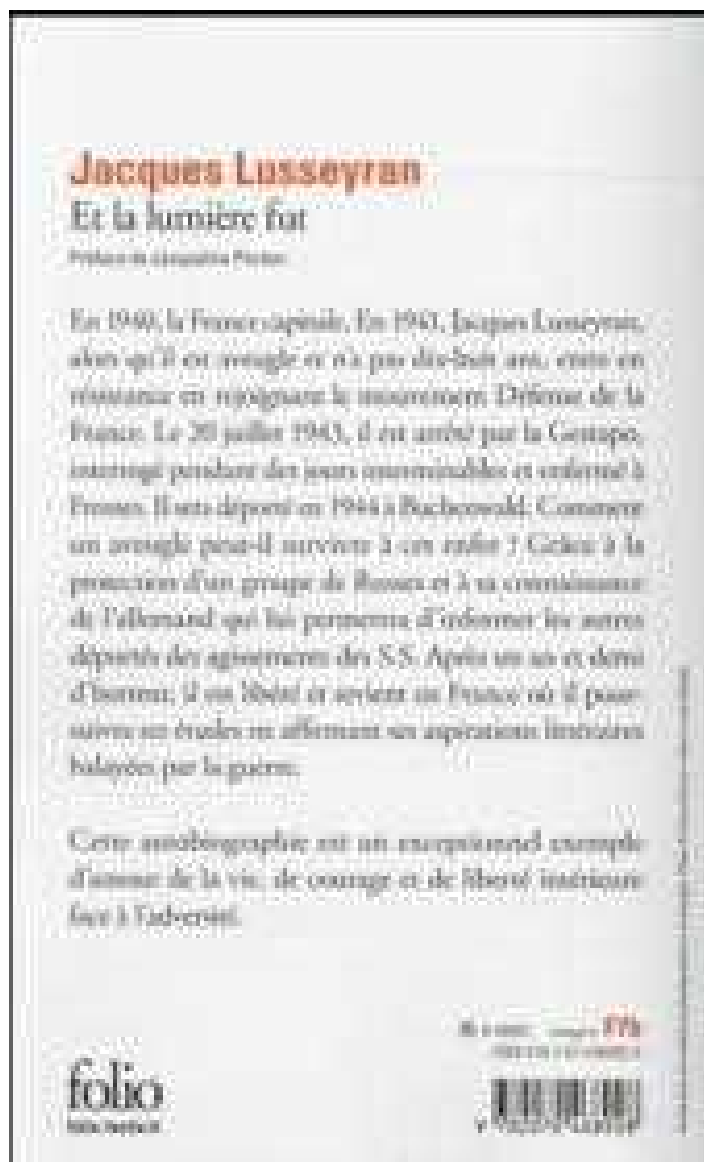 Jacques Lusseyran
Et la lumière fut
Préface de Jacqueline Pardon
En 1940, la France capitule. En 1941, Jacques Lusseyran,
alors qu'il est aveugle et n'a pas dix-huit ans, entre en
résistance en rejoignant le mouvement Défense de la
France. Le 20 juillet 1943, il est arrêté par la Gestapo,
interrogé pendant des jours interminables et enfermé à
Fresnes. Il sera déporté en 1944 à Buchenwald. Comment
un aveugle peut-il survivre à cet enfer ? Grâce à la
protection d'un groupe de Russes et à sa connaissance
de l'allemand qui lui permettra d'informer les autres
déportés des agissements des S.S. Après un an et demi
d'horreur, il est libéré et revient en France où il pour-
suivra ses études en affirmant ses aspirations littéraires
balayées par la guerre.
Cette autobiographie est un exceptionnel exemple
d'amour de la vie, de courage et de liberté intérieure
face à l'adversité.
folio